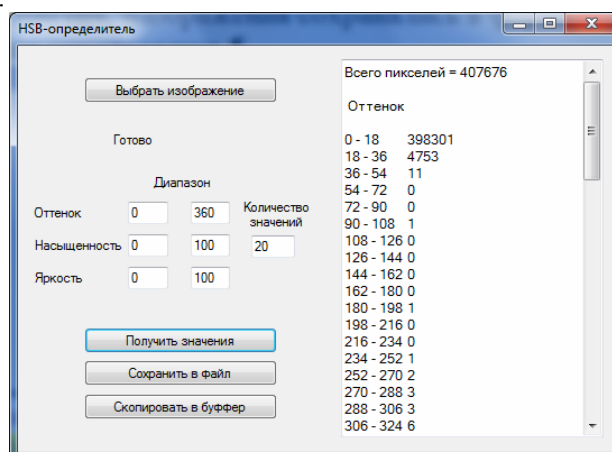 HSB-определитель
Выбрать изображение
Готово
Диапазон
Количество
значений
Оттенок 0 360
Насыщенность 0 100 20
Яркость 0 100
Получить значения
Сохранить в файл
Скопировать в буффер
Всего пикселей = 407676
Оттенок
0 - 18 398301
18 - 36 4753
36 - 54 11
54 - 72 0
72 - 90 0
90 - 108 1
108 - 126 0
126 - 144 0
144 - 162 0
162 - 180 0
180 - 198 1
198 - 216 0
216 - 234 0
234 - 252 1
252 - 270 2
270 - 288 3
288 - 306 3
306 - 324 6